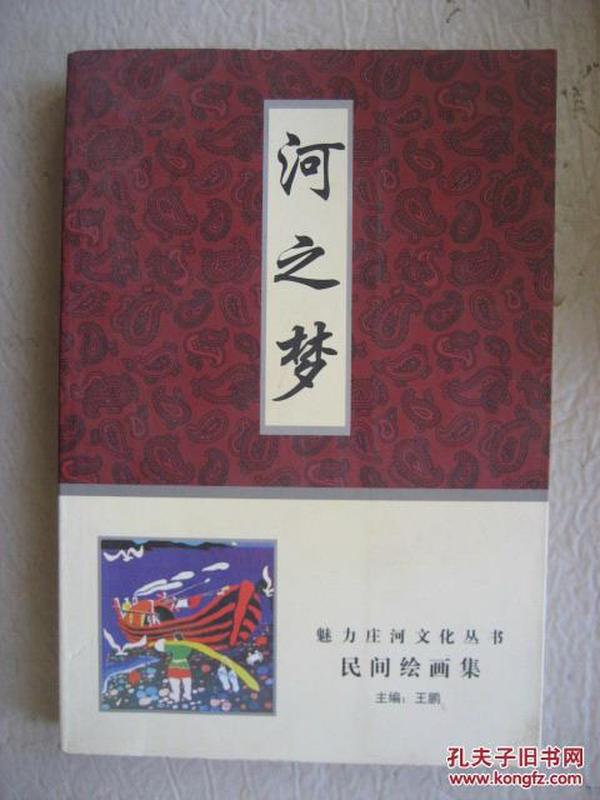 河之梦
魅力庄河文化丛书
民间绘画集
主编：王鹏
孔夫子旧书网
www.kongfz.com